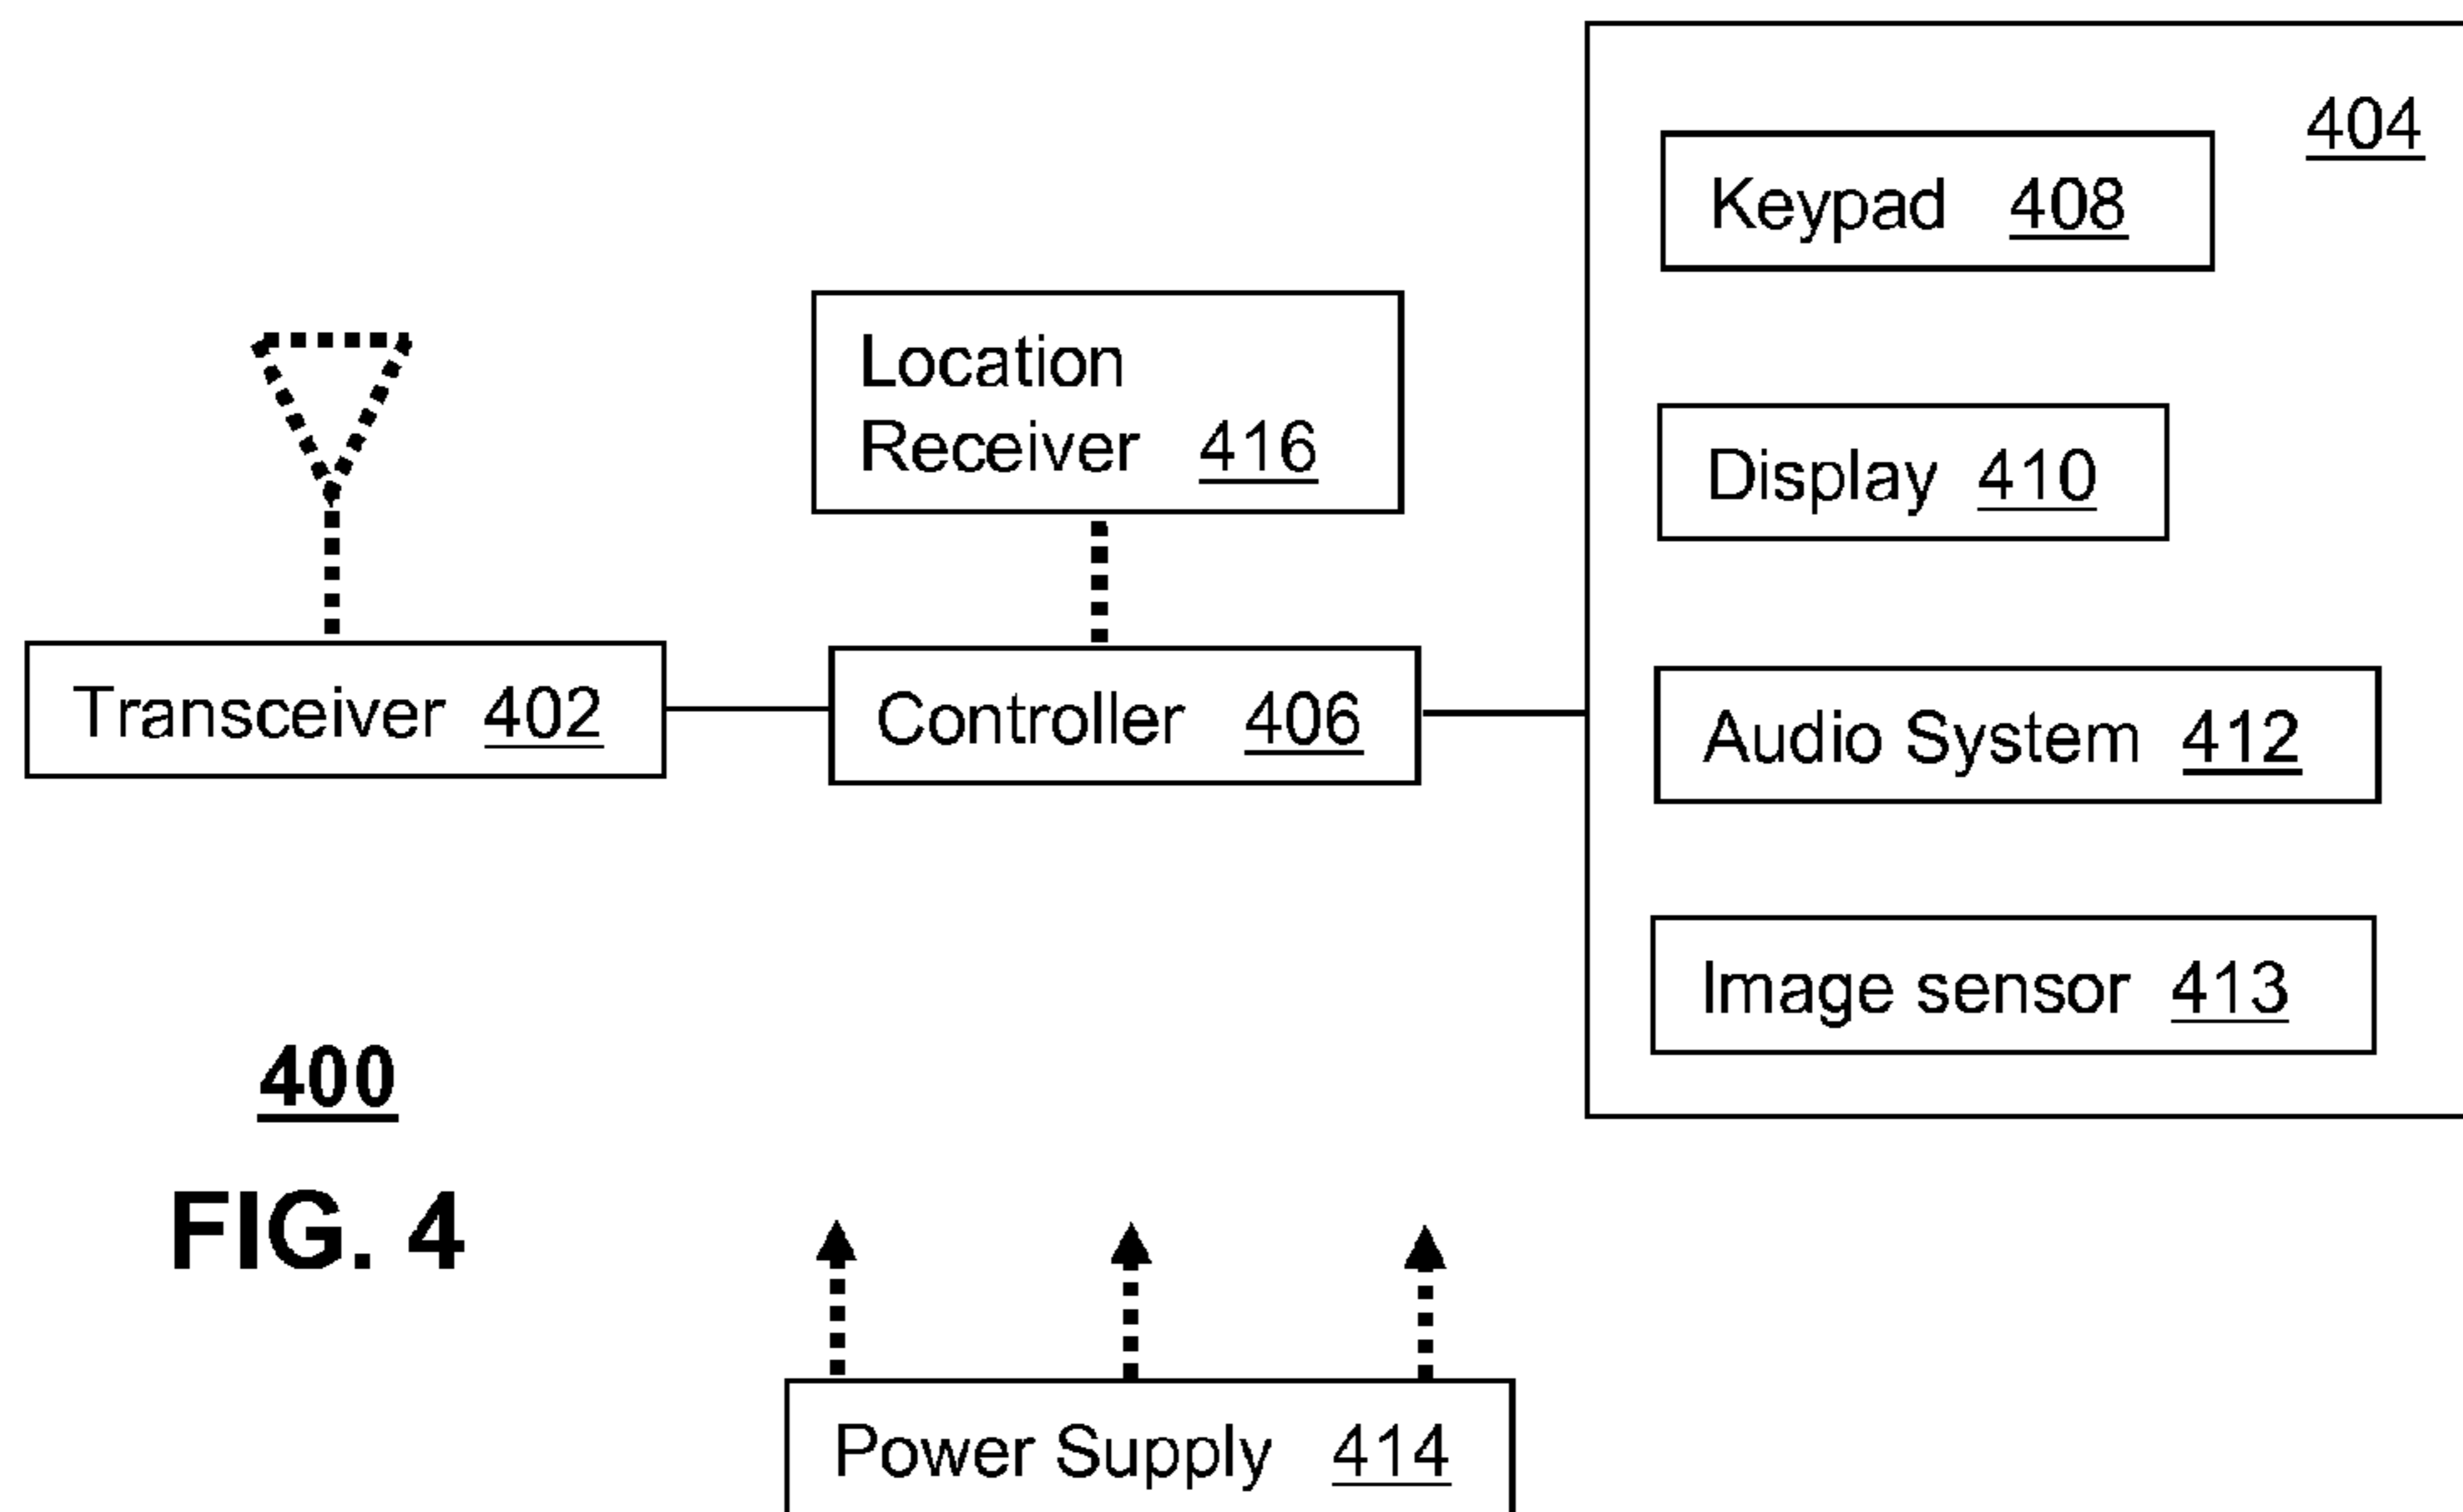 404
Keypad 408
Location
Receiver 416
Display 410
Transceiver 402
Controller 406
Audio System 412
Image sensor 413
400
FIG. 4
Power Supply 414